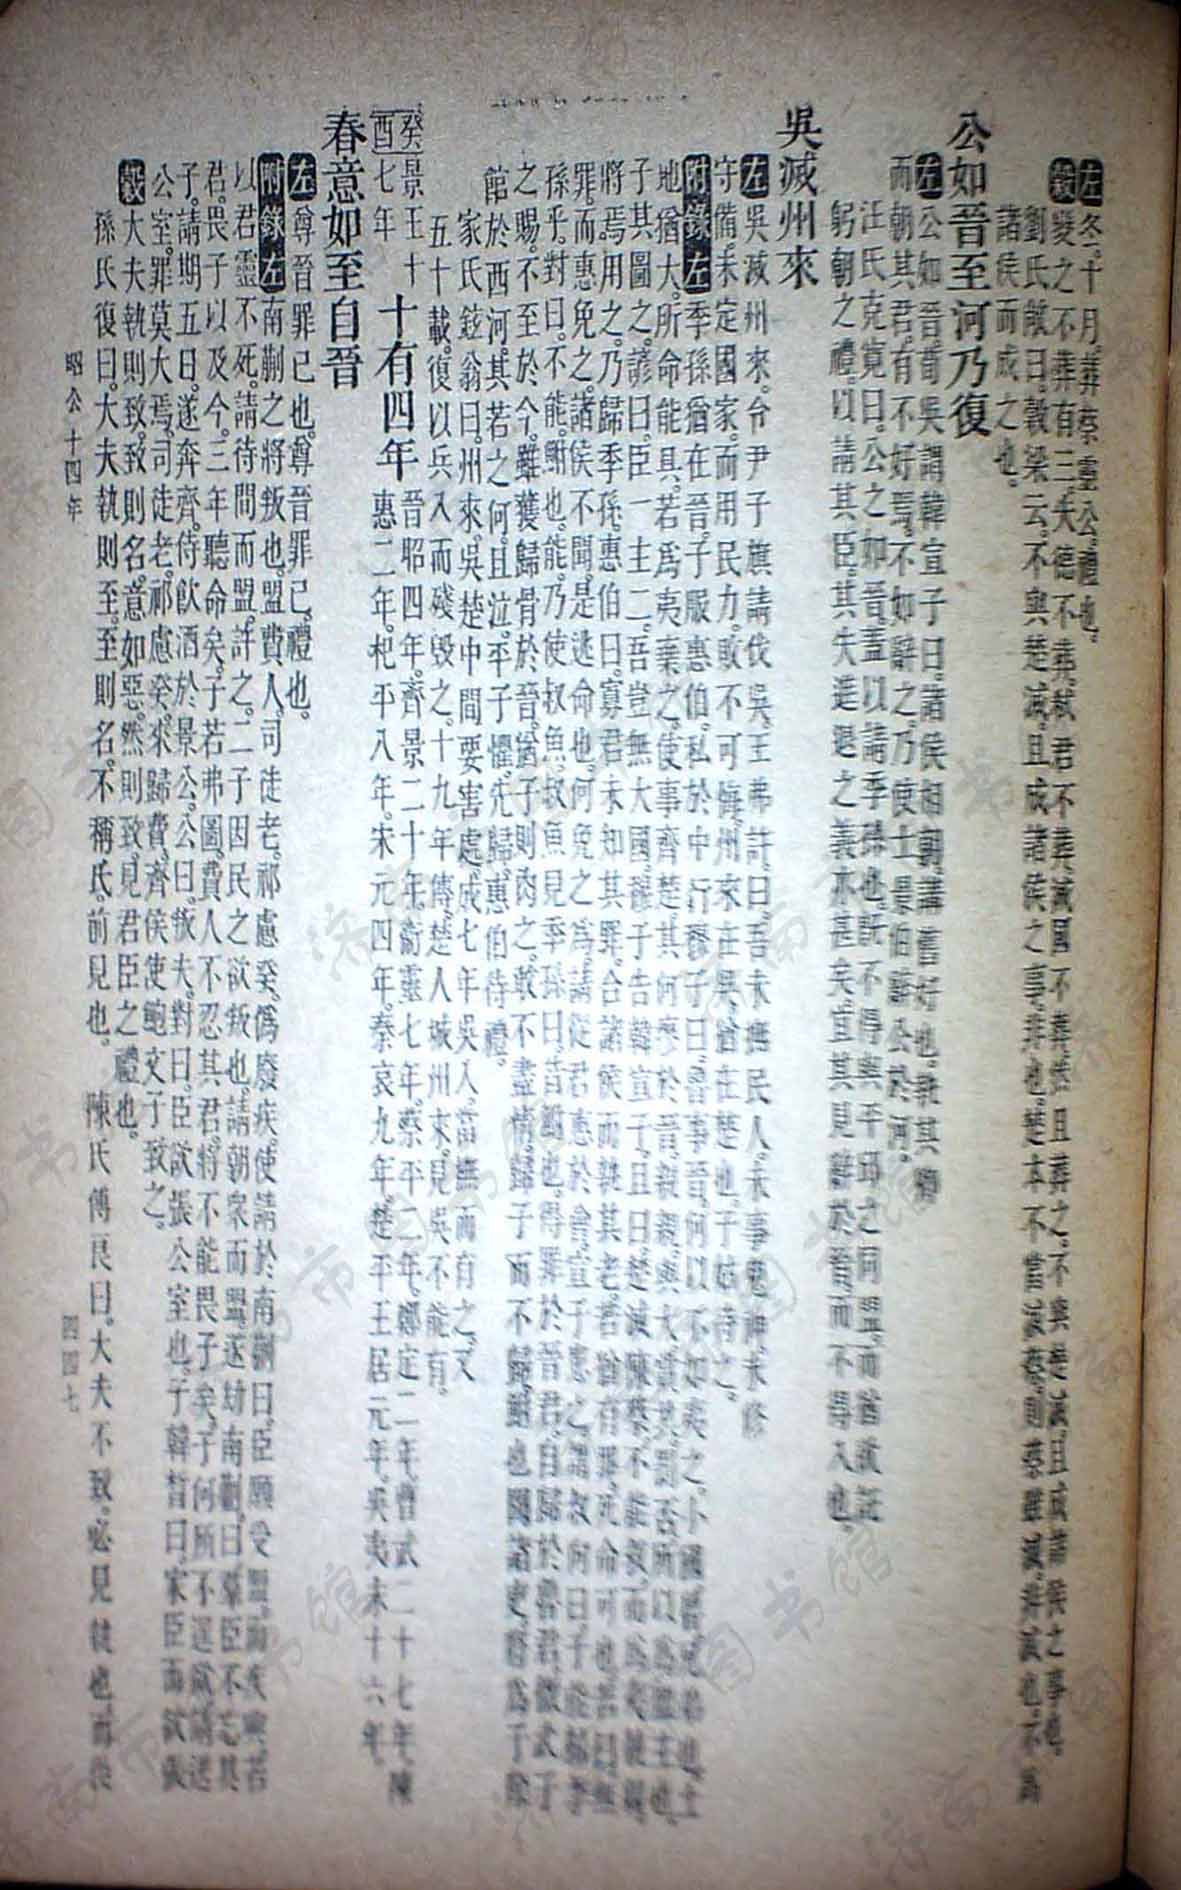 左冬十月。葬蔡靈公。禮也。
穀變之不葬有三。失德不葬。弒君不葬。滅國不葬。然且葬之。不與楚滅。且成諸侯之事也。
劉氏敞曰。穀梁云。不與楚滅。且成諸侯之事。非也。楚本不當滅蔡。則蔡雖滅。非滅也。不爲
諸侯而成之也。
公如晉至河乃復
左公如晉。荀吳謂韓宣子曰。諸侯相朝。講舊好也。執其卿
而朝其君。有不好焉。不如辭之。乃使士景伯辭公於河。
汪氏克寬曰。公之如晉。蓋以請季孫也。既不得與平邱之同盟。而猶欲
躬朝之禮。以請其臣。其失進退之義亦甚矣。宜其見辭於晉。而不得入也。
吳滅州來
左吳滅州來。令尹子旗請伐吳。王弗許。曰。吾未撫民人。未事鬼神。未修
守備。未定國家。而用民力。敗不可悔。州來在吳。猶在楚也。子姑待之。
附錄左季孫猶在晉。子服惠伯。私於中行穆子曰。魯事晉。何以不如夷之小國。魯兄弟也。土
地猶大。所命能具。若爲夷棄之。使事齊楚。其何瘳於晉。親親與大。賞共罰否。所以爲盟主也。
子其圖之。諺曰。臣一主二。吾豈無大國。穆子告韓宣子。且曰。楚滅陳蔡。不能救。而爲夷執親。
將焉用之。乃歸季孫。惠伯曰。寡君未知其罪。合諸侯而執其老。若猶有罪。死命可也。若曰無
罪。而惠免之。諸侯不聞。是逃命也。何免之爲。請從君惠於會。宣子患之。謂叔向曰。子能歸季
孫乎。對曰。不能。鮒也能。乃使叔魚。叔魚見季孫曰。昔鮒也。得罪於晉君。自歸於魯君。微武子
之賜。不至於今。雖獲歸骨於晉。猶子則肉之。敢不盡情。歸子而不歸。鮒也聞諸吏。將爲子除
館於西河。其若之何。且泣。平子懼。先歸。惠伯待禮。
家氏鉉翁曰。州來。吳楚中間要害處。成七年吳入。當撫而有之。又
五十載。復以兵入而殘毀之。十九年傳。楚人城州來。見吳不能有。
癸酉景王十七年 十有四年 晉昭四年。齊景二十年。衞靈七年。蔡平二年。鄭定二年。曹武二十七年。陳惠二年。杞平八年。宋元四年。秦哀九年。楚平王居元年。吳夷末十六年。
春意如至自晉
左尊晉罪已也。尊晉罪已。禮也。
附錄左南蒯之將叛也。盟費人。司徒老。祁慮癸。僞廢疾。使請於南蒯曰。臣願受盟。而疾興。若
以君靈不死。請待間而盟。許之。二子因民之欲叛也。請朝衆而盟。遂劫南蒯曰。羣臣不忘其
君。畏子以及今。三年聽命矣。子若弗圖。費人不忍其君。將不能畏子矣。子何所不逞欲。請送
子。請期五日。遂奔齊。侍飲酒於景公。公曰。叛夫。對曰。臣欲張公室也。子韓晳曰。家臣而欲張
公室。罪莫大焉。司徒老。祁慮癸。來歸費。齊侯使鮑文子致之。
穀大夫執則致。致則名。意如惡。然則致。見君臣之禮也。
孫氏復曰。大夫執則至。至則名。不稱氏。前見也。 陳氏傅良曰。大夫不致。必見執也。而後
昭公十四年
四四七